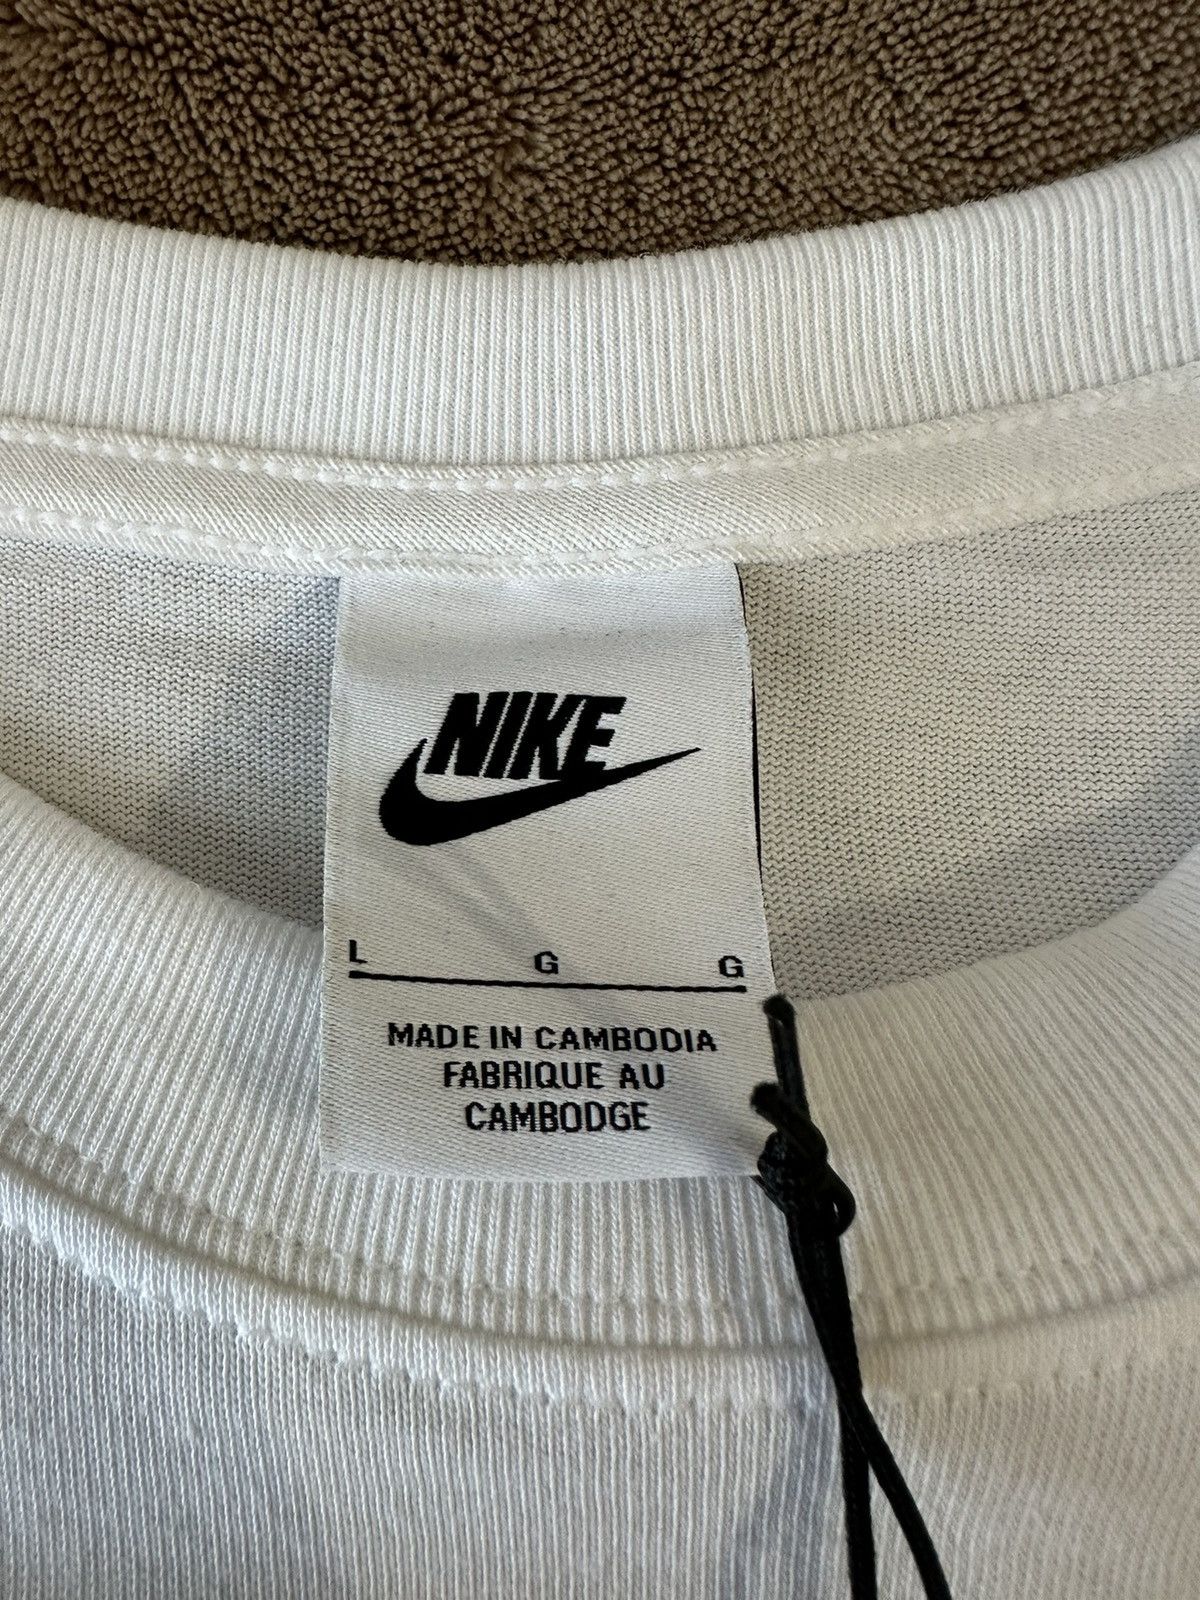 NIKE
L G G
MADE IN CAMBODIA
FABRIQUE AU
CAMBODGE